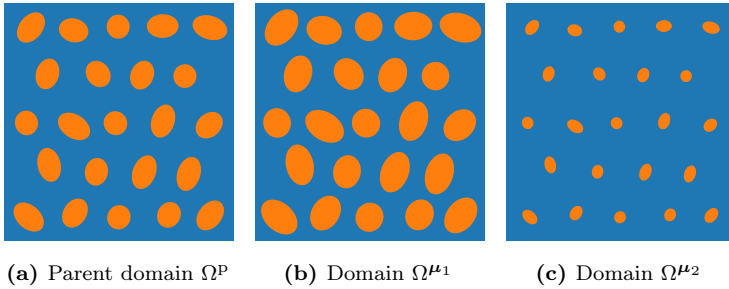 (a) Parent domain Ωᵖ
(b) Domain Ω^μ₁
(c) Domain Ω^μ₂